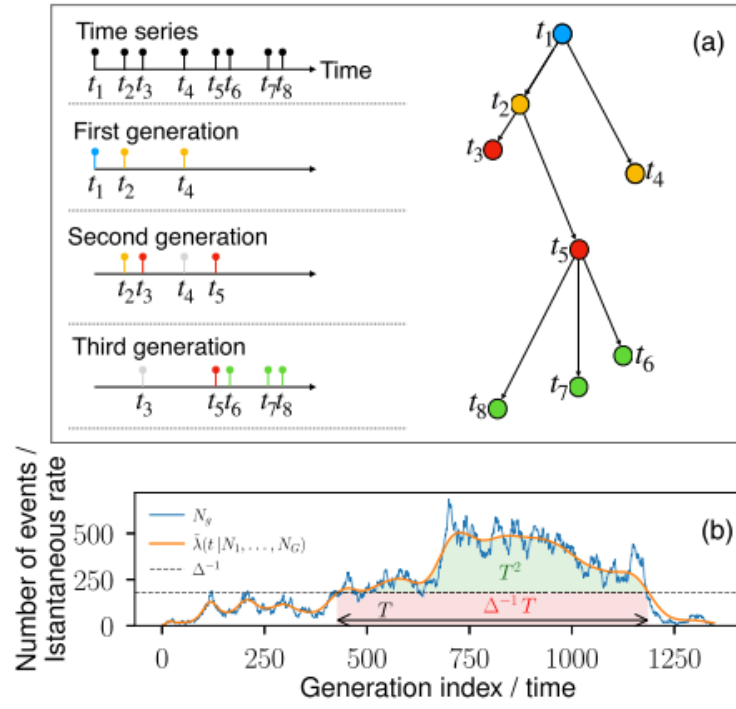 Time series
Time
t₁ t₂ t₃ t₄ t₅ t₆ t₇ t₈
First generation
t₁ t₂ t₄
Second generation
t₂ t₃ t₄ t₅
Third generation
t₃ t₅ t₆ t₇ t₈
(a)
t₁
t₂
t₃
t₄
t₅
t₆
t₇
t₈
Number of events /
Istantaneous rate
500
250
0
N_g
λ̃(t | N₁, . . . , N_G)
Δ⁻¹
(b)
T²
T
Δ⁻¹ T
0 250 500 750 1000 1250
Generation index / time